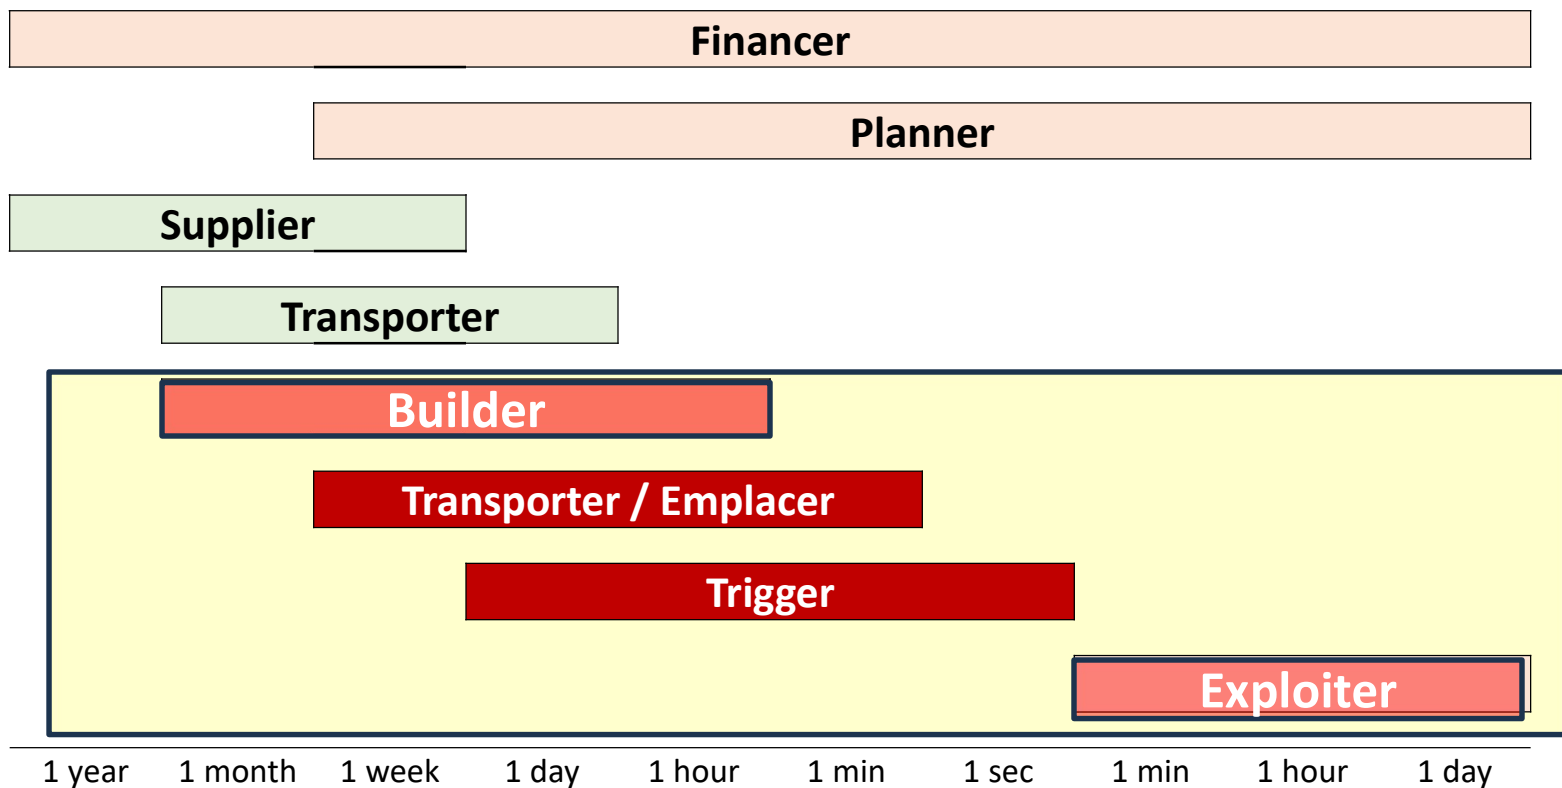 Financer
Planner
Supplier
Transporter
Builder
Transporter / Emplacer
Trigger
Exploiter
1 year 1 month 1 week 1 day 1 hour 1 min 1 sec 1 min 1 hour 1 day